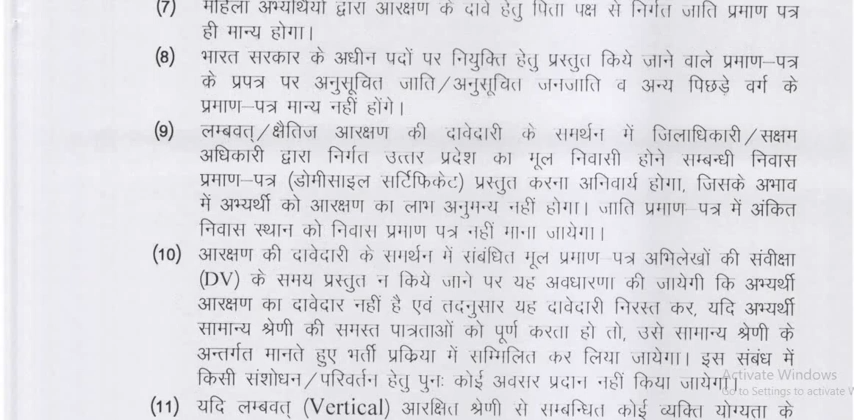 (7) महिला अभ्यर्थियों द्वारा आरक्षण के दावे हेतु पिता पक्ष से निर्गत जाति प्रमाण पत्र
ही मान्य होगा।
(8) भारत सरकार के अधीन पदों पर नियुक्ति हेतु प्रस्तुत किये जाने वाले प्रमाण–पत्र
के प्रपत्र पर अनुसूचित जाति/अनुसूचित जनजाति व अन्य पिछड़े वर्ग के
प्रमाण–पत्र मान्य नहीं होंगे।
(9) लम्बवत्/क्षैतिज आरक्षण की दावेदारी के समर्थन में जिलाधिकारी/सक्षम
अधिकारी द्वारा निर्गत उत्तर प्रदेश का मूल निवासी होने सम्बन्धी निवास
प्रमाण–पत्र (डोमीसाइल सर्टिफिकेट) प्रस्तुत करना अनिवार्य होगा, जिसके अभाव
में अभ्यर्थी को आरक्षण का लाभ अनुमन्य नहीं होगा। जाति प्रमाण पत्र में अंकित
निवास स्थान को निवास प्रमाण पत्र नहीं माना जायेगा।
(10) आरक्षण की दावेदारी के समर्थन में संबंधित मूल प्रमाण पत्र अभिलेखों की संवीक्षा
(DV) के समय प्रस्तुत न किये जाने पर यह अवधारणा की जायेगी कि अभ्यर्थी
आरक्षण का दावेदार नहीं है एवं तदनुसार यह दावेदारी निरस्त कर, यदि अभ्यर्थी
सामान्य श्रेणी की समस्त पात्रताओं को पूर्ण करता हो तो, उसे सामान्य श्रेणी के
अन्तर्गत मानते हुए भर्ती प्रक्रिया में सम्मिलित कर लिया जायेगा। इस संबंध में
किसी संशोधन/परिवर्तन हेतु पुनः कोई अवसर प्रदान नहीं किया जायेगा।
Activate Windows
Go to Settings to activate W
(11) यदि लम्बवत् (Vertical) आरक्षित श्रेणी से सम्बन्धित कोई व्यक्ति योग्यता के